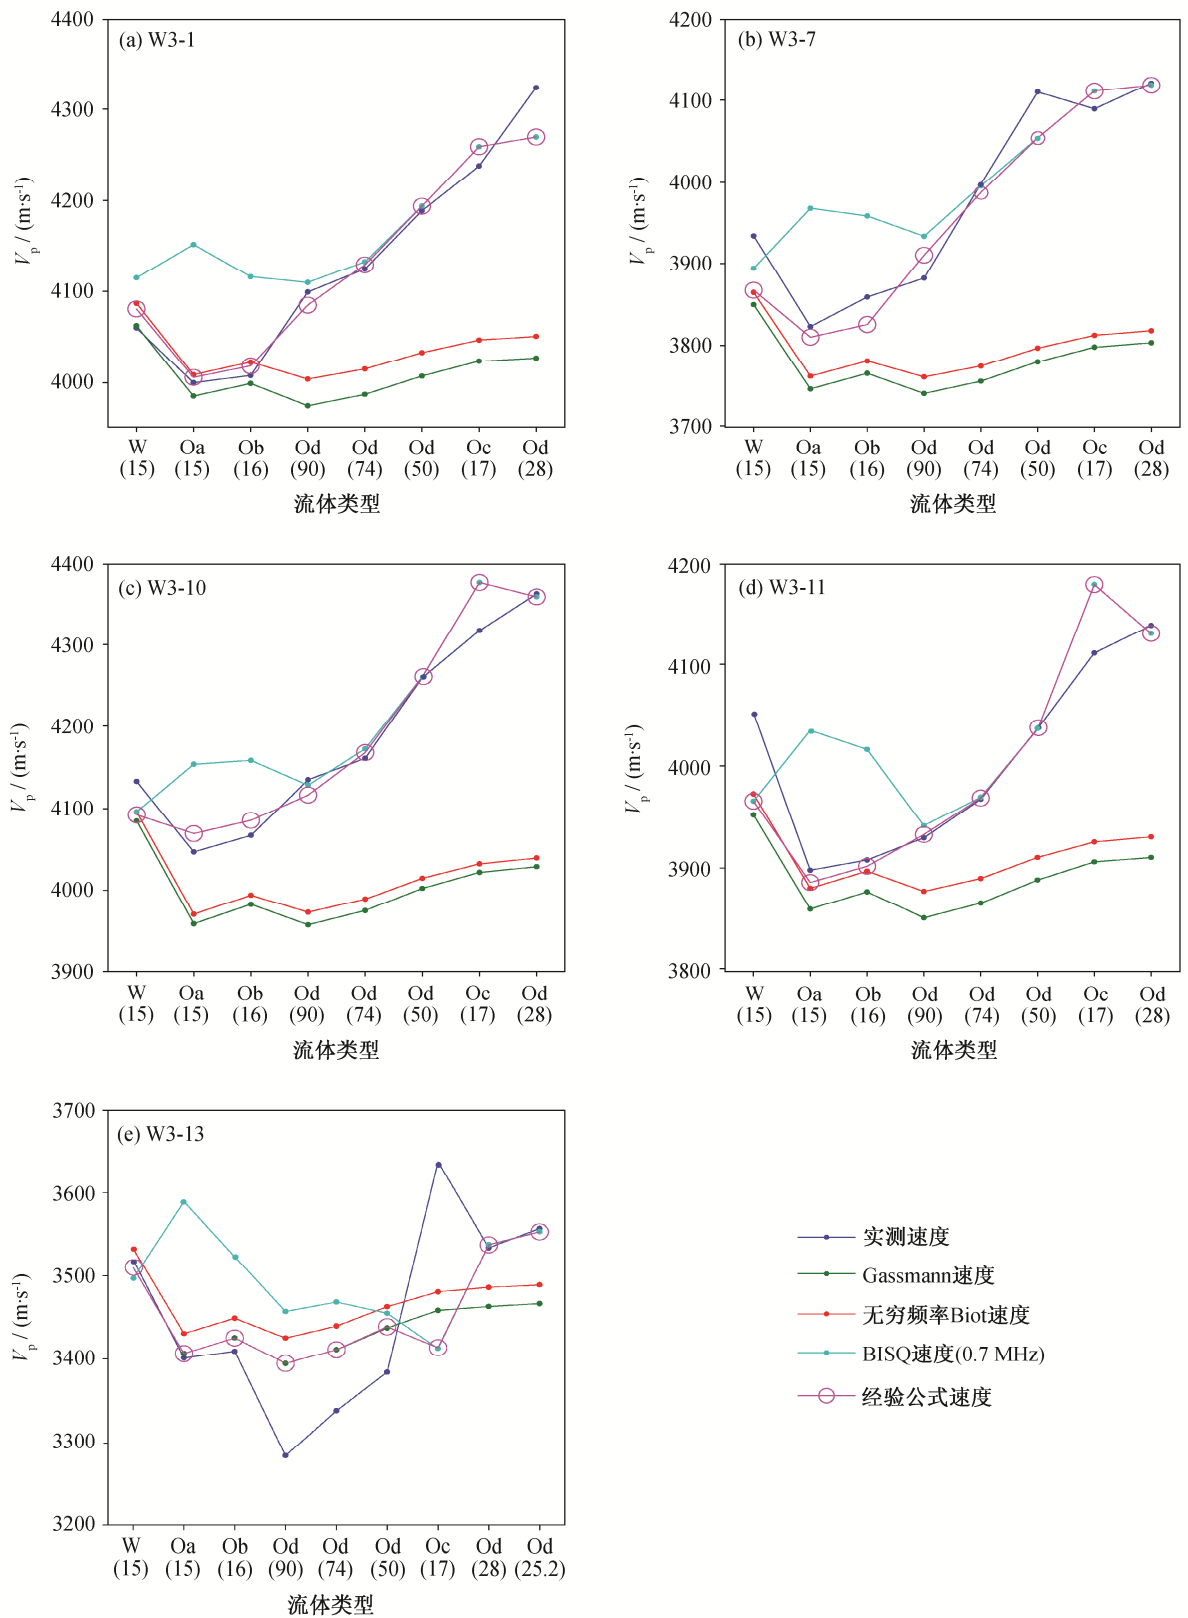 (a) W3-1
4400
4300
4200
4100
4000
Vp / (m·s-1)
W Oa Ob Od Od Od Oc Od
(15) (15) (16) (90) (74) (50) (17) (28)
流体类型
(b) W3-7
4200
4100
4000
3900
3800
3700
Vp / (m·s-1)
W Oa Ob Od Od Od Oc Od
(15) (15) (16) (90) (74) (50) (17) (28)
流体类型
(c) W3-10
4400
4300
4200
4100
4000
3900
Vp / (m·s-1)
W Oa Ob Od Od Od Oc Od
(15) (15) (16) (90) (74) (50) (17) (28)
流体类型
(d) W3-11
4200
4100
4000
3900
3800
Vp / (m·s-1)
W Oa Ob Od Od Od Oc Od
(15) (15) (16) (90) (74) (50) (17) (28)
流体类型
(e) W3-13
3700
3600
3500
3400
3300
3200
Vp / (m·s-1)
W Oa Ob Od Od Od Oc Od Od
(15) (15) (16) (90) (74) (50) (17) (28) (25.2)
流体类型
实测速度
Gassmann速度
无穷频率Biot速度
BISQ速度(0.7 MHz)
经验公式速度